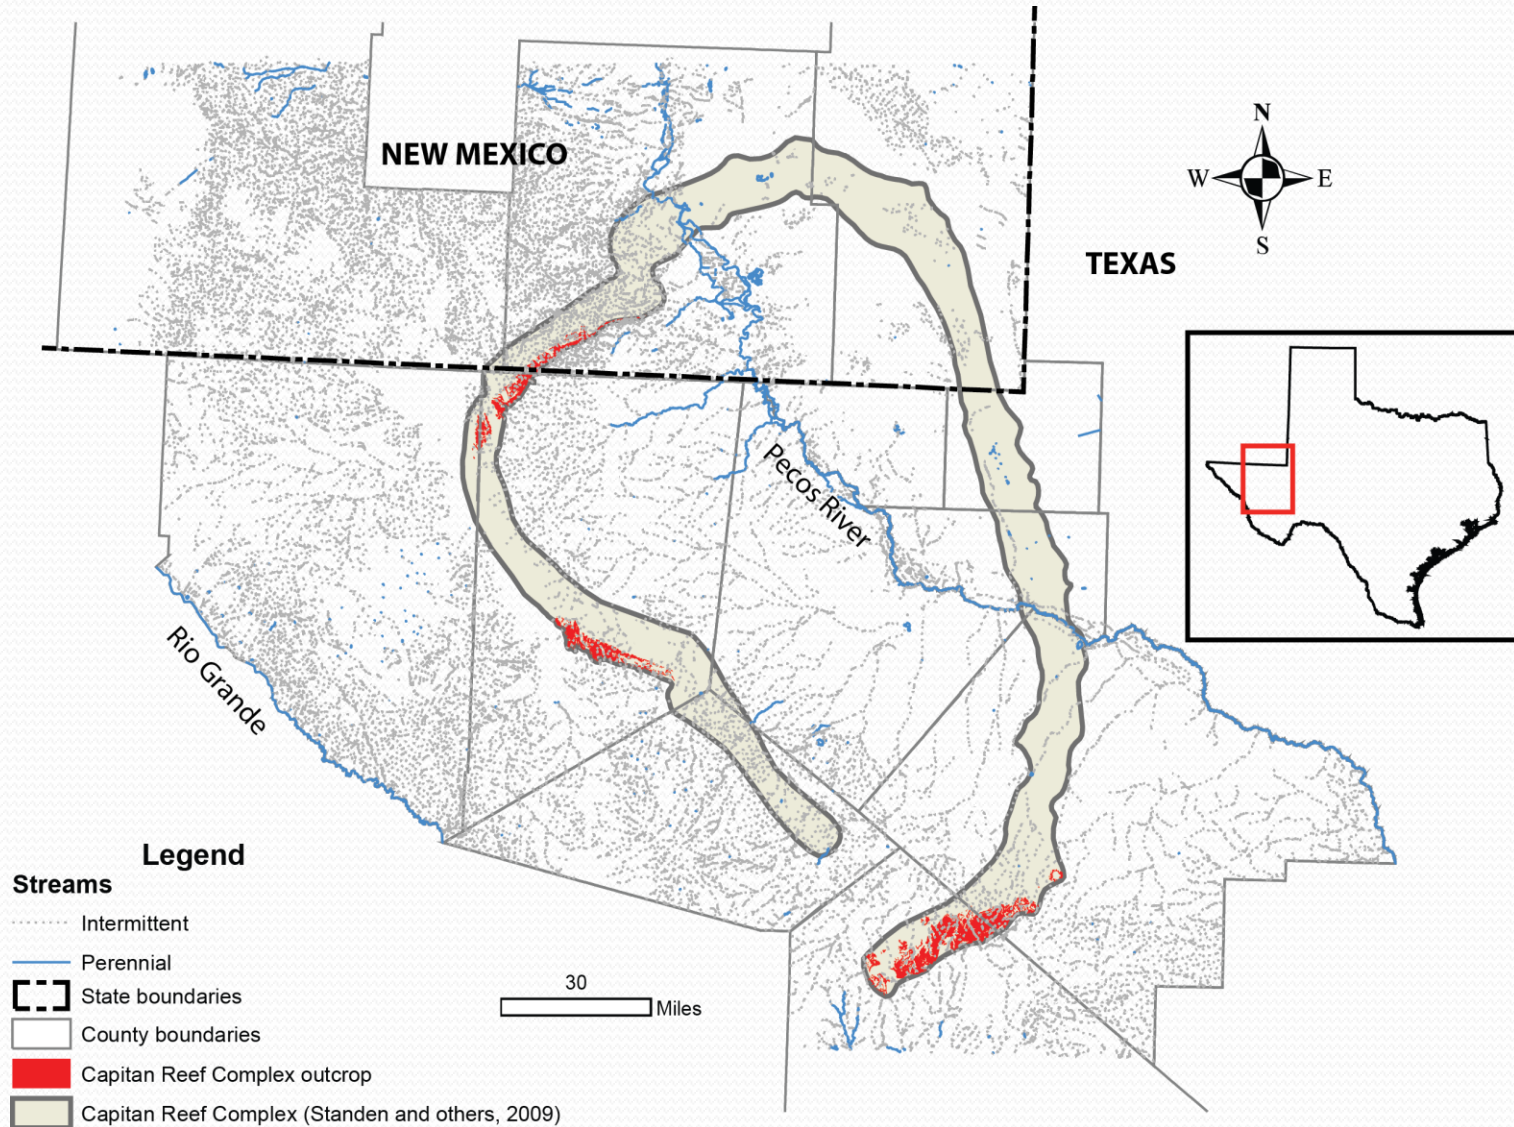 NEW MEXICO
N
W E
S
TEXAS
Pecos River
Rio Grande
Legend
Streams
Intermittent
Perennial
State boundaries
County boundaries
Capitan Reef Complex outcrop
Capitan Reef Complex (Standen and others, 2009)
30
Miles